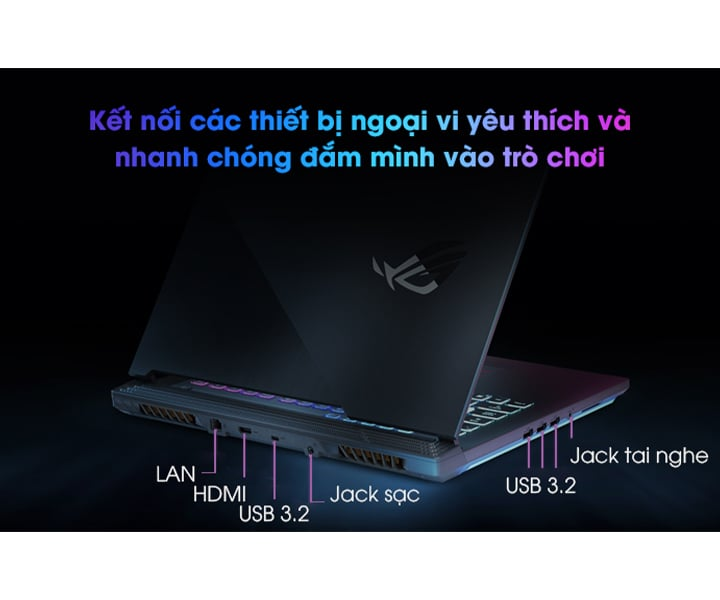 Kết nối các thiết bị ngoại vi yêu thích và
nhanh chóng đắm mình vào trò chơi
LAN
HDMI
USB 3.2
Jack sạc
USB 3.2
Jack tai nghe